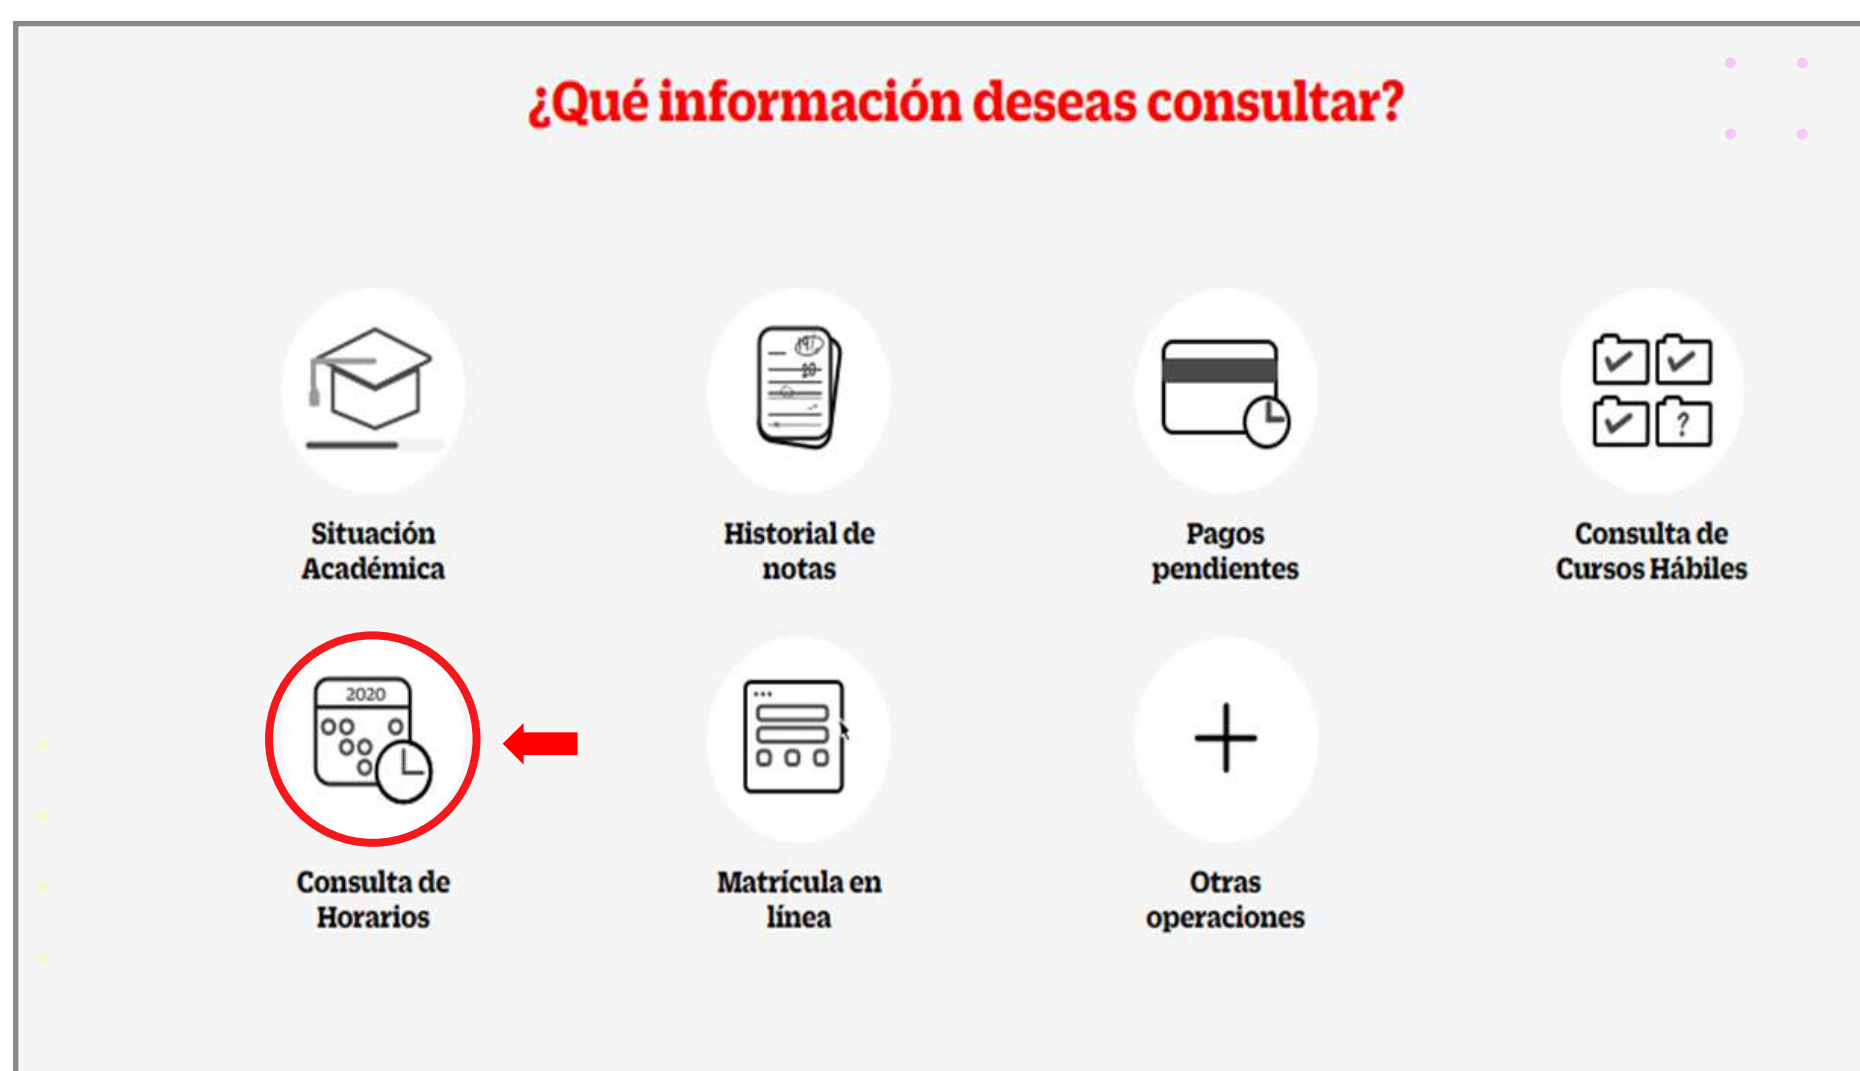 ¿Qué información deseas consultar?
Situación
Académica
Historial de
notas
Pagos
pendientes
?
Consulta de
Cursos Hábiles
2020
Consulta de
Horarios
Matrícula en
línea
Otras
operaciones